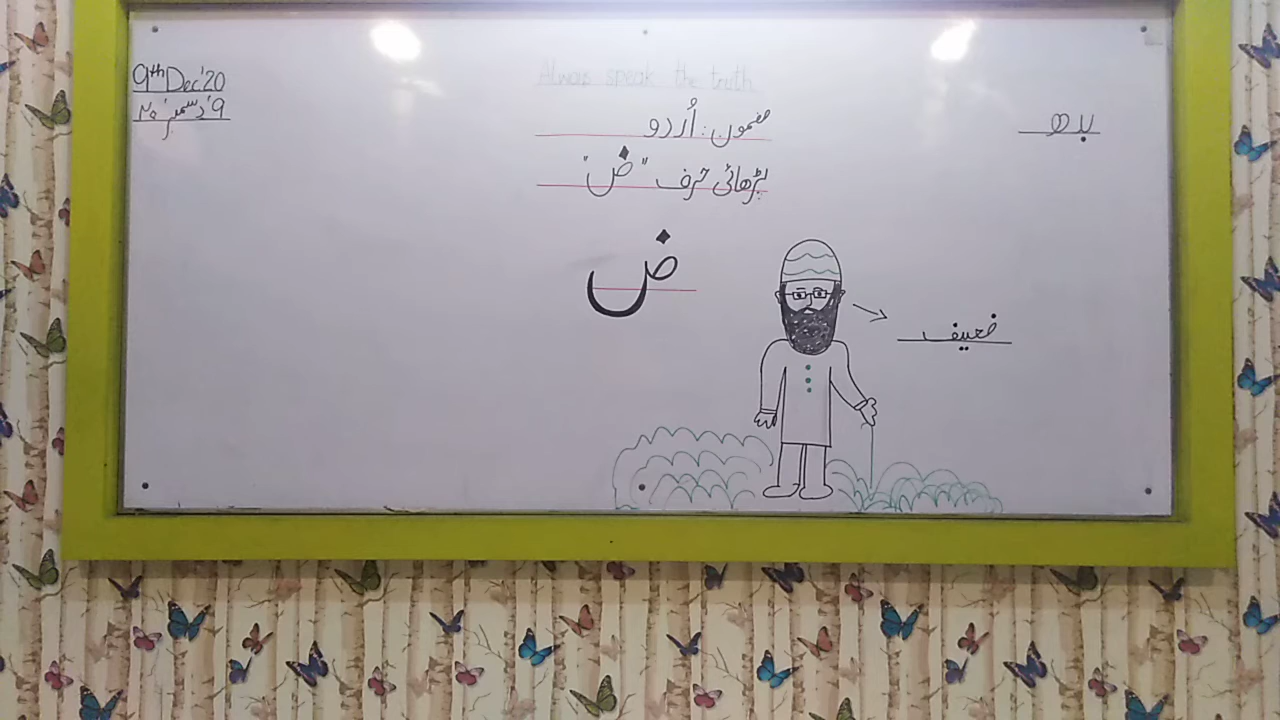 9th Dec'20
۹ دسمبر ۲۰'
Always speak the truth
مضمون: اُردو
پڑھائی حرف "ض"
ض
بدھ
ضعیف